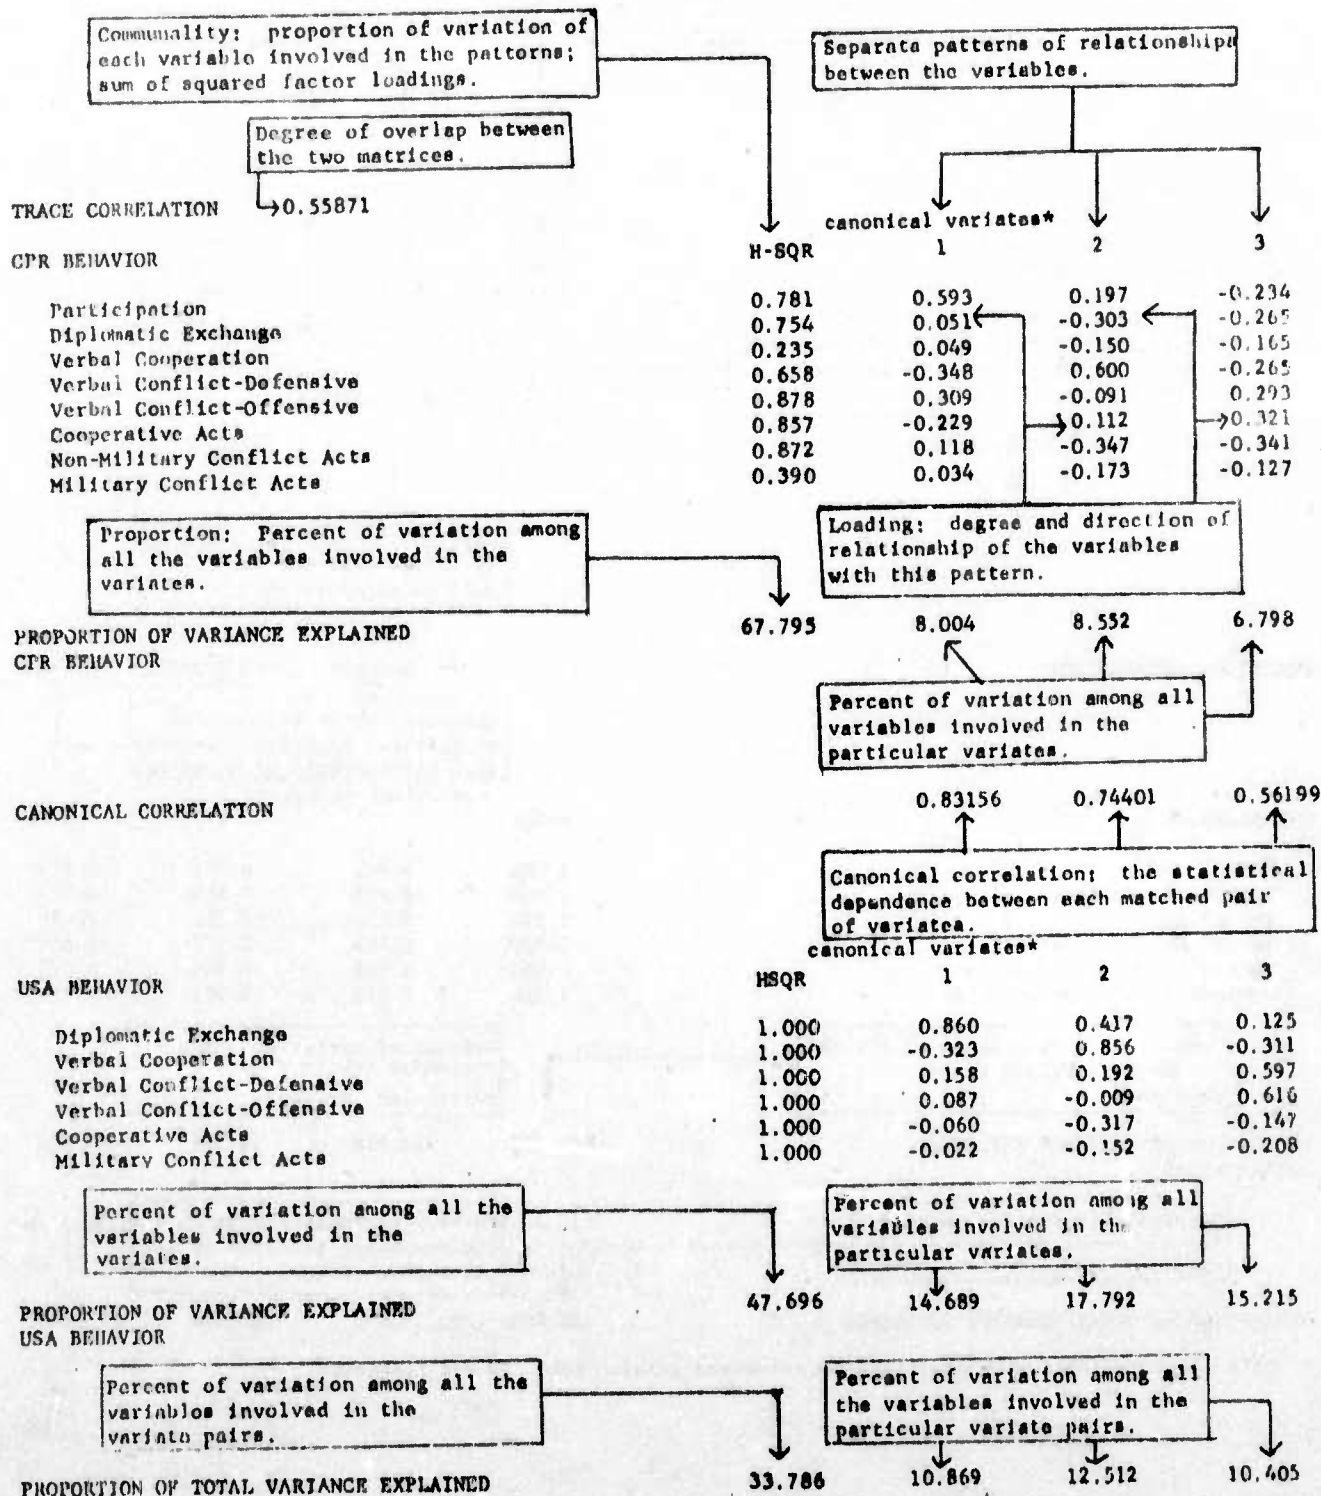 Communality: proportion of variation of
each variable involved in the patterns;
sum of squared factor loadings.
Separate patterns of relationships
between the variables.
Degree of overlap between
the two matrices.
TRACE CORRELATION 0.55871
canonical variates*
CPR BEHAVIOR H-SQR 1 2 3
Participation 0.781 0.593 0.197 -0.234
Diplomatic Exchange 0.754 0.051 -0.303 -0.265
Verbal Cooperation 0.235 0.049 -0.150 -0.165
Verbal Conflict-Defensive 0.658 -0.348 0.600 -0.265
Verbal Conflict-Offensive 0.878 0.309 -0.091 0.293
Cooperative Acts 0.857 -0.229 0.112 0.321
Non-Military Conflict Acts 0.872 0.118 -0.347 -0.341
Military Conflict Acts 0.390 0.034 -0.173 -0.127
Proportion: Percent of variation among
all the variables involved in the
variates.
Loading: degree and direction of
relationship of the variables
with this pattern.
PROPORTION OF VARIANCE EXPLAINED 67.795 8.004 8.552 6.798
CPR BEHAVIOR
Percent of variation among all
variables involved in the
particular variates.
CANONICAL CORRELATION 0.83156 0.74401 0.56199
Canonical correlation; the statistical
dependence between each matched pair
of variates.
canonical variates*
USA BEHAVIOR HSQR 1 2 3
Diplomatic Exchange 1.000 0.860 0.417 0.125
Verbal Cooperation 1.000 -0.323 0.856 -0.311
Verbal Conflict-Defensive 1.000 0.158 0.192 0.597
Verbal Conflict-Offensive 1.000 0.087 -0.009 0.616
Cooperative Acts 1.000 -0.060 -0.317 -0.147
Military Conflict Acts 1.000 -0.022 -0.152 -0.208
Percent of variation among all the
variables involved in the
variates.
Percent of variation among all
variables involved in the
particular variates.
PROPORTION OF VARIANCE EXPLAINED 47.696 14.689 17.792 15.215
USA BEHAVIOR
Percent of variation among all the
variables involved in the
variate pairs.
Percent of variation among all
the variables involved in the
particular variate pairs.
PROPORTION OF TOTAL VARIANCE EXPLAINED 33.786 10.869 12.512 10.405